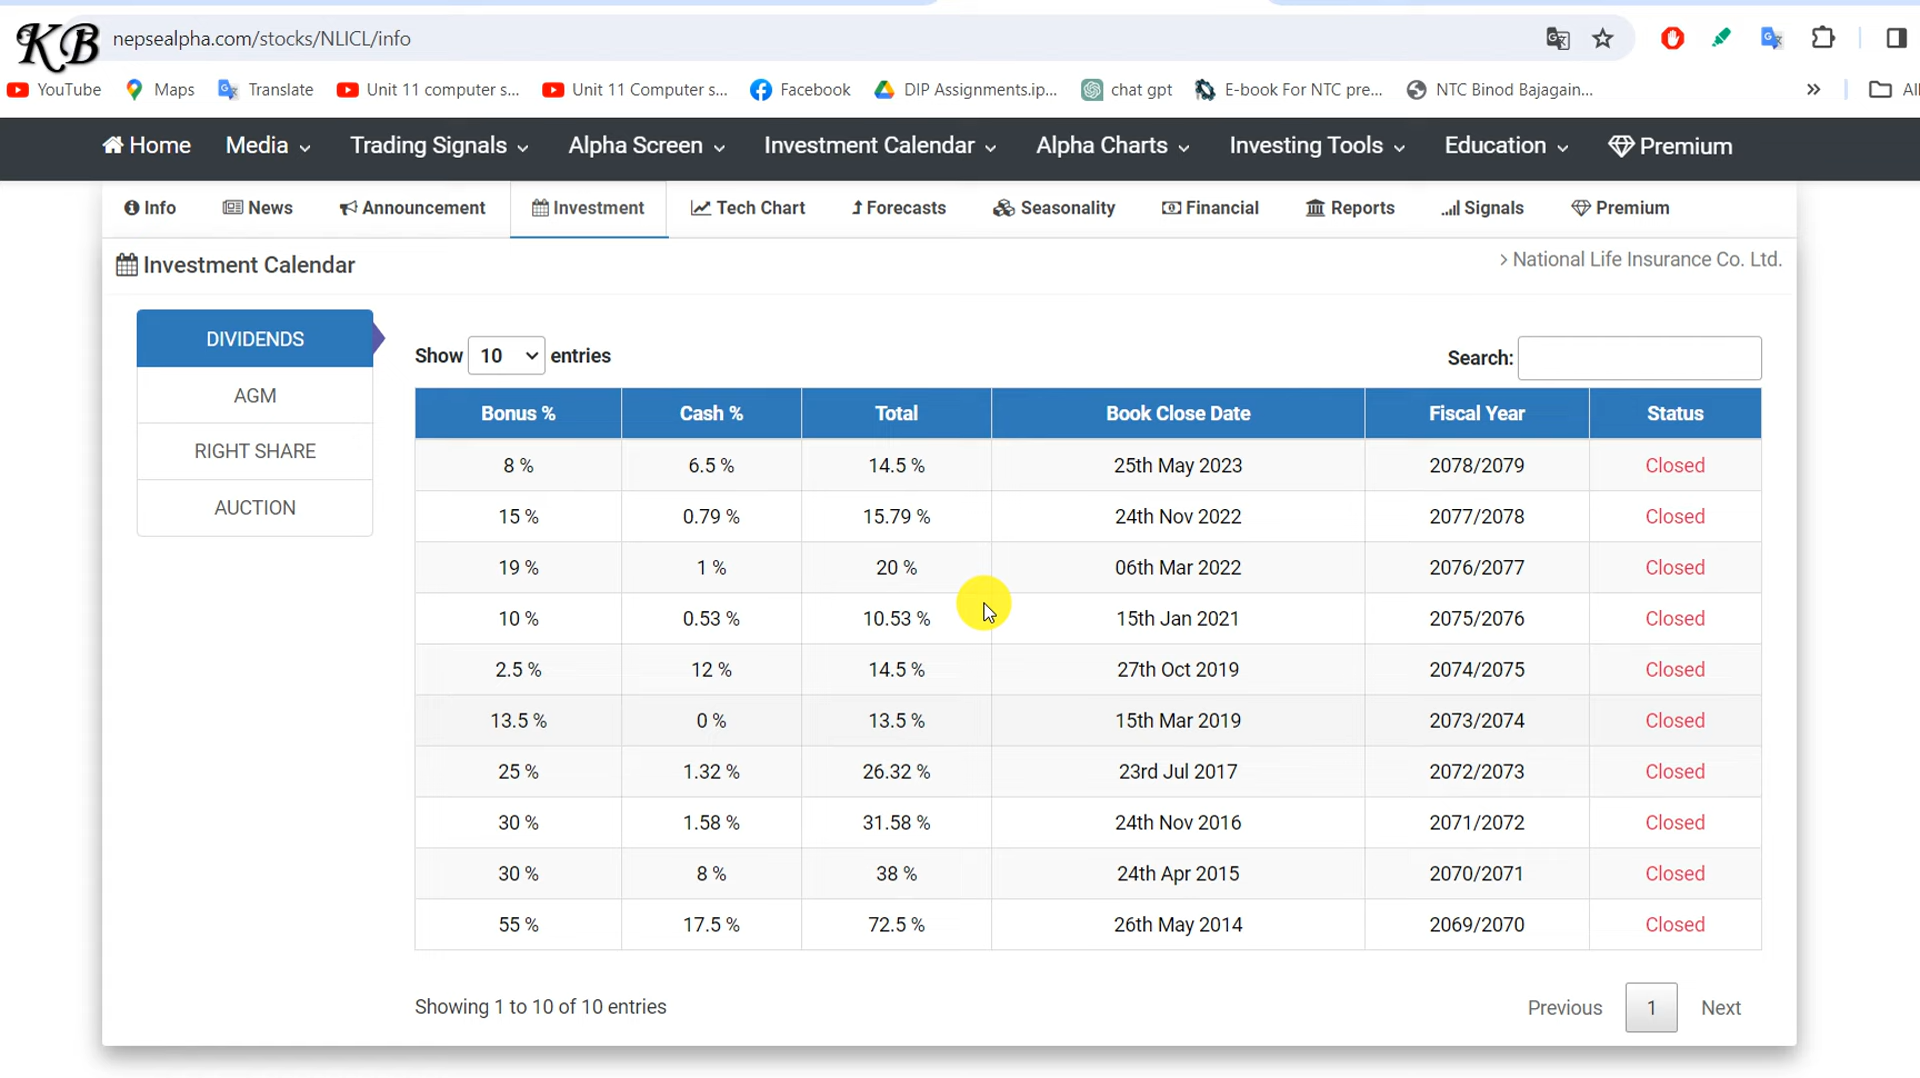 KB
nepsealpha.com/stocks/NLICL/info
YouTube Maps Translate Unit 11 computer s... Unit 11 Computer s... Facebook DIP Assignments.ip... chat gpt E-book For NTC pre... NTC Binod Bajagain... » All
Home Media Trading Signals Alpha Screen Investment Calendar Alpha Charts Investing Tools Education Premium
Info News Announcement Investment Tech Chart Forecasts Seasonality Financial Reports Signals Premium
Investment Calendar
> National Life Insurance Co. Ltd.
DIVIDENDS
AGM
RIGHT SHARE
AUCTION
Show 10 entries
Search:
Bonus % Cash % Total Book Close Date Fiscal Year Status
8 % 6.5 % 14.5 % 25th May 2023 2078/2079 Closed
15 % 0.79 % 15.79 % 24th Nov 2022 2077/2078 Closed
19 % 1 % 20 % 06th Mar 2022 2076/2077 Closed
10 % 0.53 % 10.53 % 15th Jan 2021 2075/2076 Closed
2.5 % 12 % 14.5 % 27th Oct 2019 2074/2075 Closed
13.5 % 0 % 13.5 % 15th Mar 2019 2073/2074 Closed
25 % 1.32 % 26.32 % 23rd Jul 2017 2072/2073 Closed
30 % 1.58 % 31.58 % 24th Nov 2016 2071/2072 Closed
30 % 8 % 38 % 24th Apr 2015 2070/2071 Closed
55 % 17.5 % 72.5 % 26th May 2014 2069/2070 Closed
Showing 1 to 10 of 10 entries
Previous 1 Next